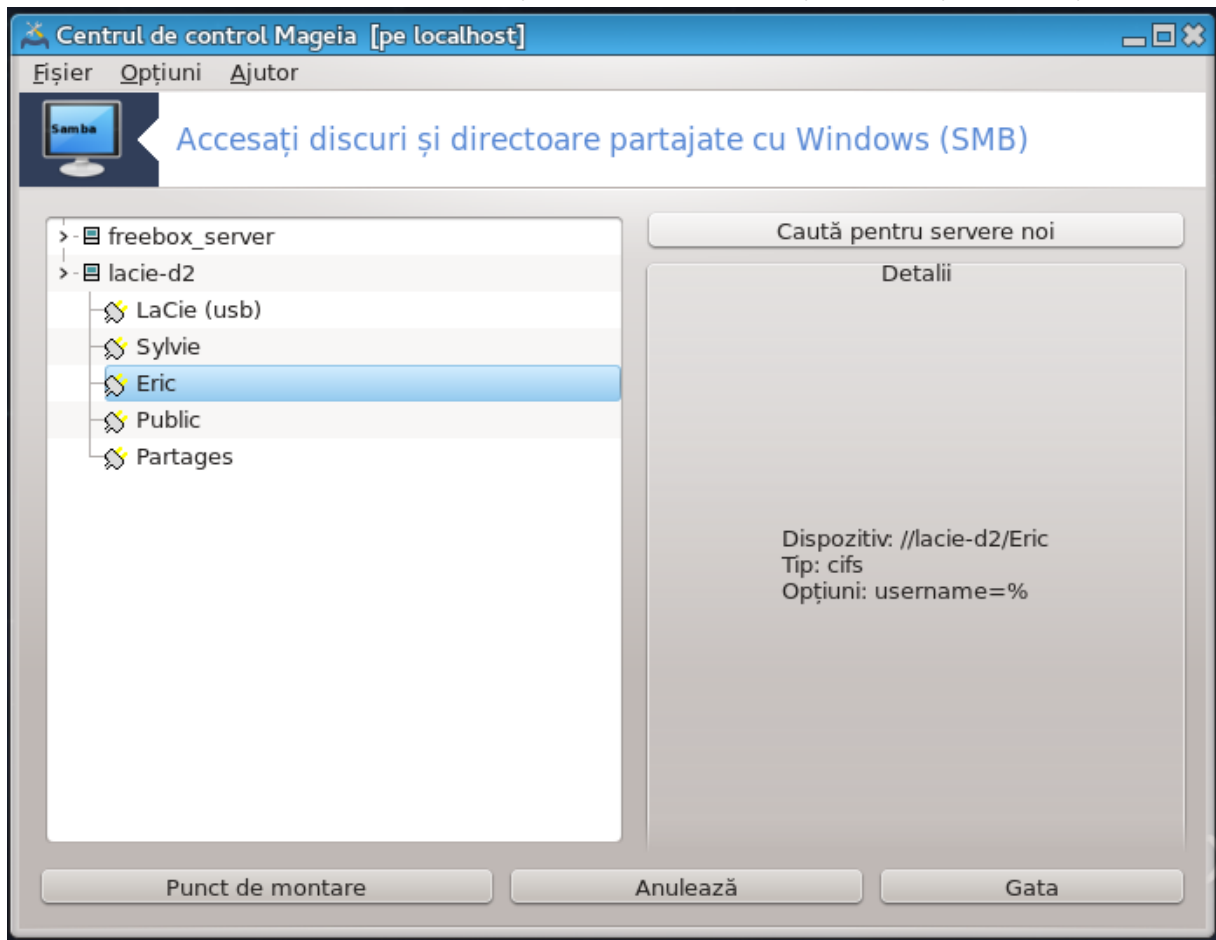 Centrul de control Mageia [pe localhost]
Fișier Opțiuni Ajutor
Samba
Accesați discuri și directoare partajate cu Windows (SMB)
freebox_server
lacie-d2
LaCie (usb)
Sylvie
Eric
Public
Partages
Caută pentru servere noi
Detalii
Dispozitiv: //lacie-d2/Eric
Tip: cifs
Opțiuni: username=%
Punct de montare
Anulează
Gata